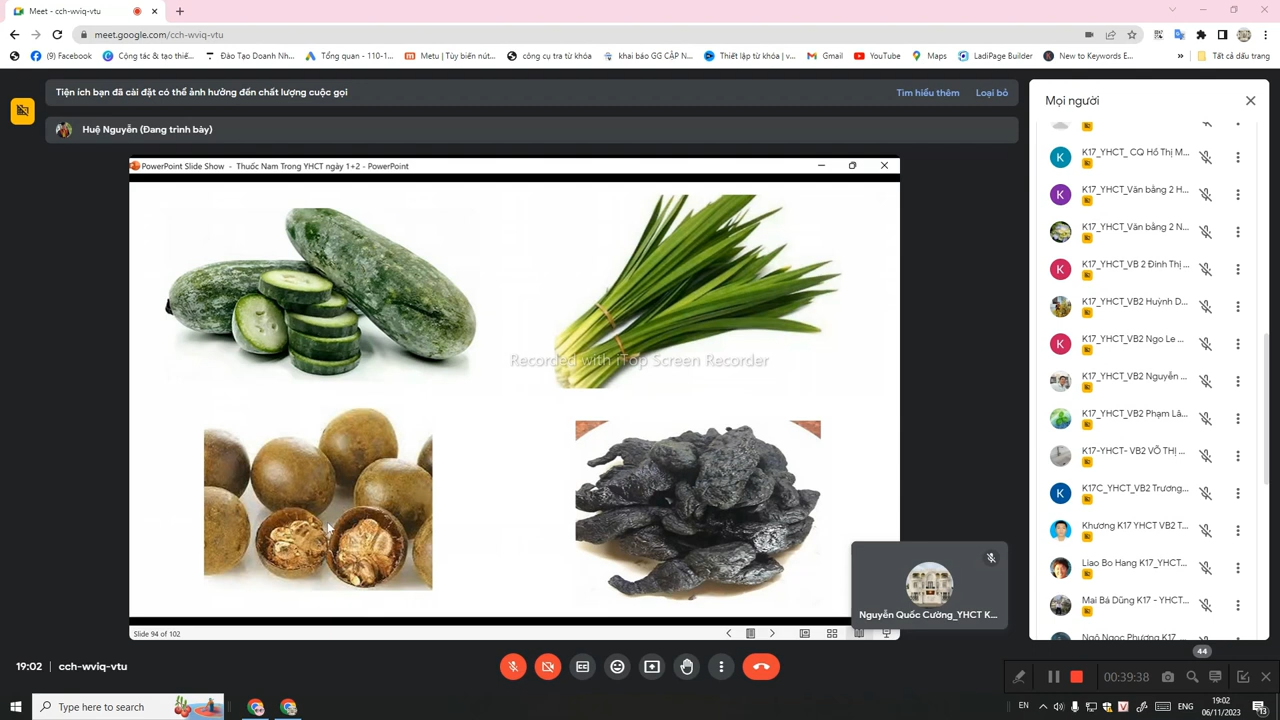 Meet - cch-wviq-vtu
meet.google.com/cch-wviq-vtu
(3) Facebook
Công tác & tạo thiế...
Đào Tạo Doanh Nh...
Tổng quan - 110-1...
Metu | Tùy biến nút...
công cụ tra từ khóa
khai báo GG CẬP N...
Thiết lập từ khóa | v...
Gmail
YouTube
Maps
LadiPage Builder
New to Keywords E...
»
Tất cả dấu trang
Tiện ích bạn đã cài đặt có thể ảnh hưởng đến chất lượng cuộc gọi
Tìm hiểu thêm
Loại bỏ
Huệ Nguyễn (Đang trình bày)
PowerPoint Slide Show - Thuốc Nam Trong YHCT ngày 1+2 - PowerPoint
Recorded with iTop Screen Recorder
Nguyễn Quốc Cường_YHCT K...
Slide 94 of 102
Mọi người
K17_YHCT_ CQ Hồ Thị M...
K17_YHCT_Văn bằng 2 H...
K17_YHCT_Văn bằng 2 N...
K17_YHCT_VB 2 Đinh Thị ...
K17_YHCT_VB2 Huỳnh D...
K17_YHCT_VB2 Ngo Le ...
K17_YHCT_VB2 Nguyễn ...
K17_YHCT_VB2 Phạm Lâ...
K17-YHCT- VB2 VÕ THỊ ...
K17C_YHCT_VB2 Trương...
Khương K17 YHCT VB2 T...
Liao Bo Hang K17_YHCT...
Mai Bá Dũng K17 - YHCT...
Ngô Ngọc Phương K17
44
19:02
cch-wviq-vtu
00:39:38
Type here to search
EN
ENG
19:02
06/11/2023
13